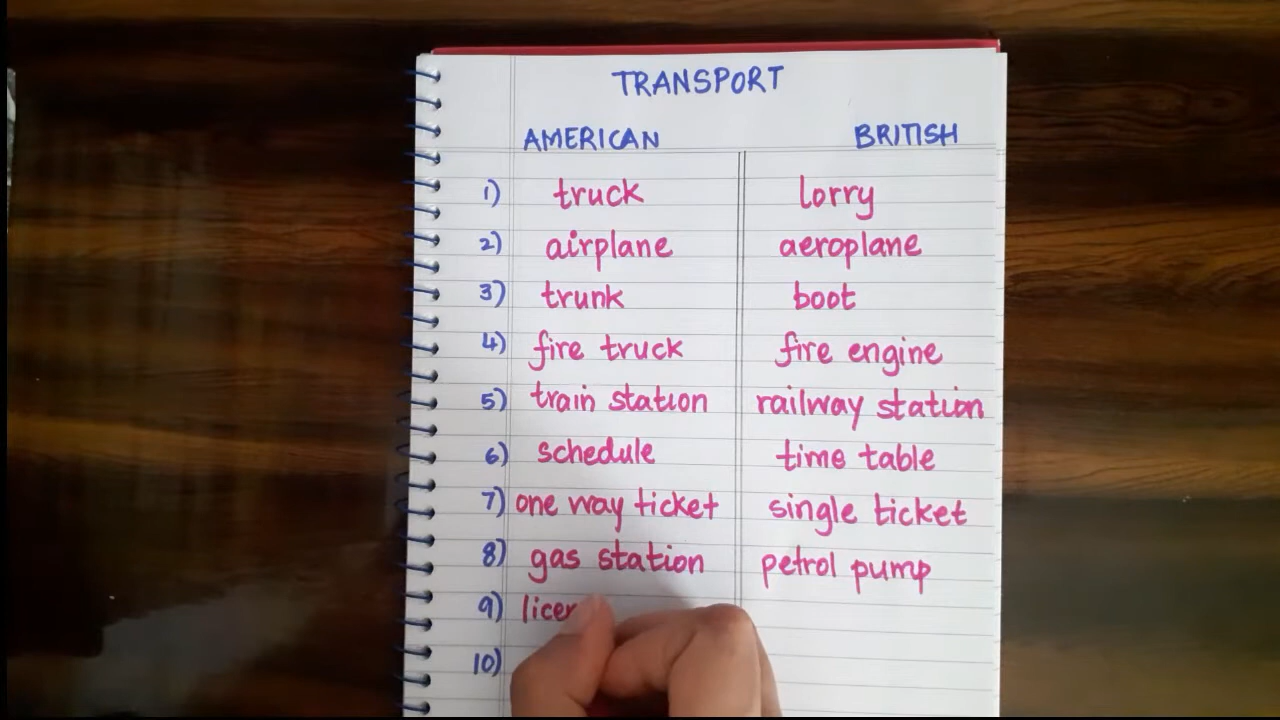 TRANSPORT
AMERICAN BRITISH
1) truck lorry
2) airplane aeroplane
3) trunk boot
4) fire truck fire engine
5) train station railway station
6) schedule time table
7) one way ticket single ticket
8) gas station petrol pump
9) licen
10)